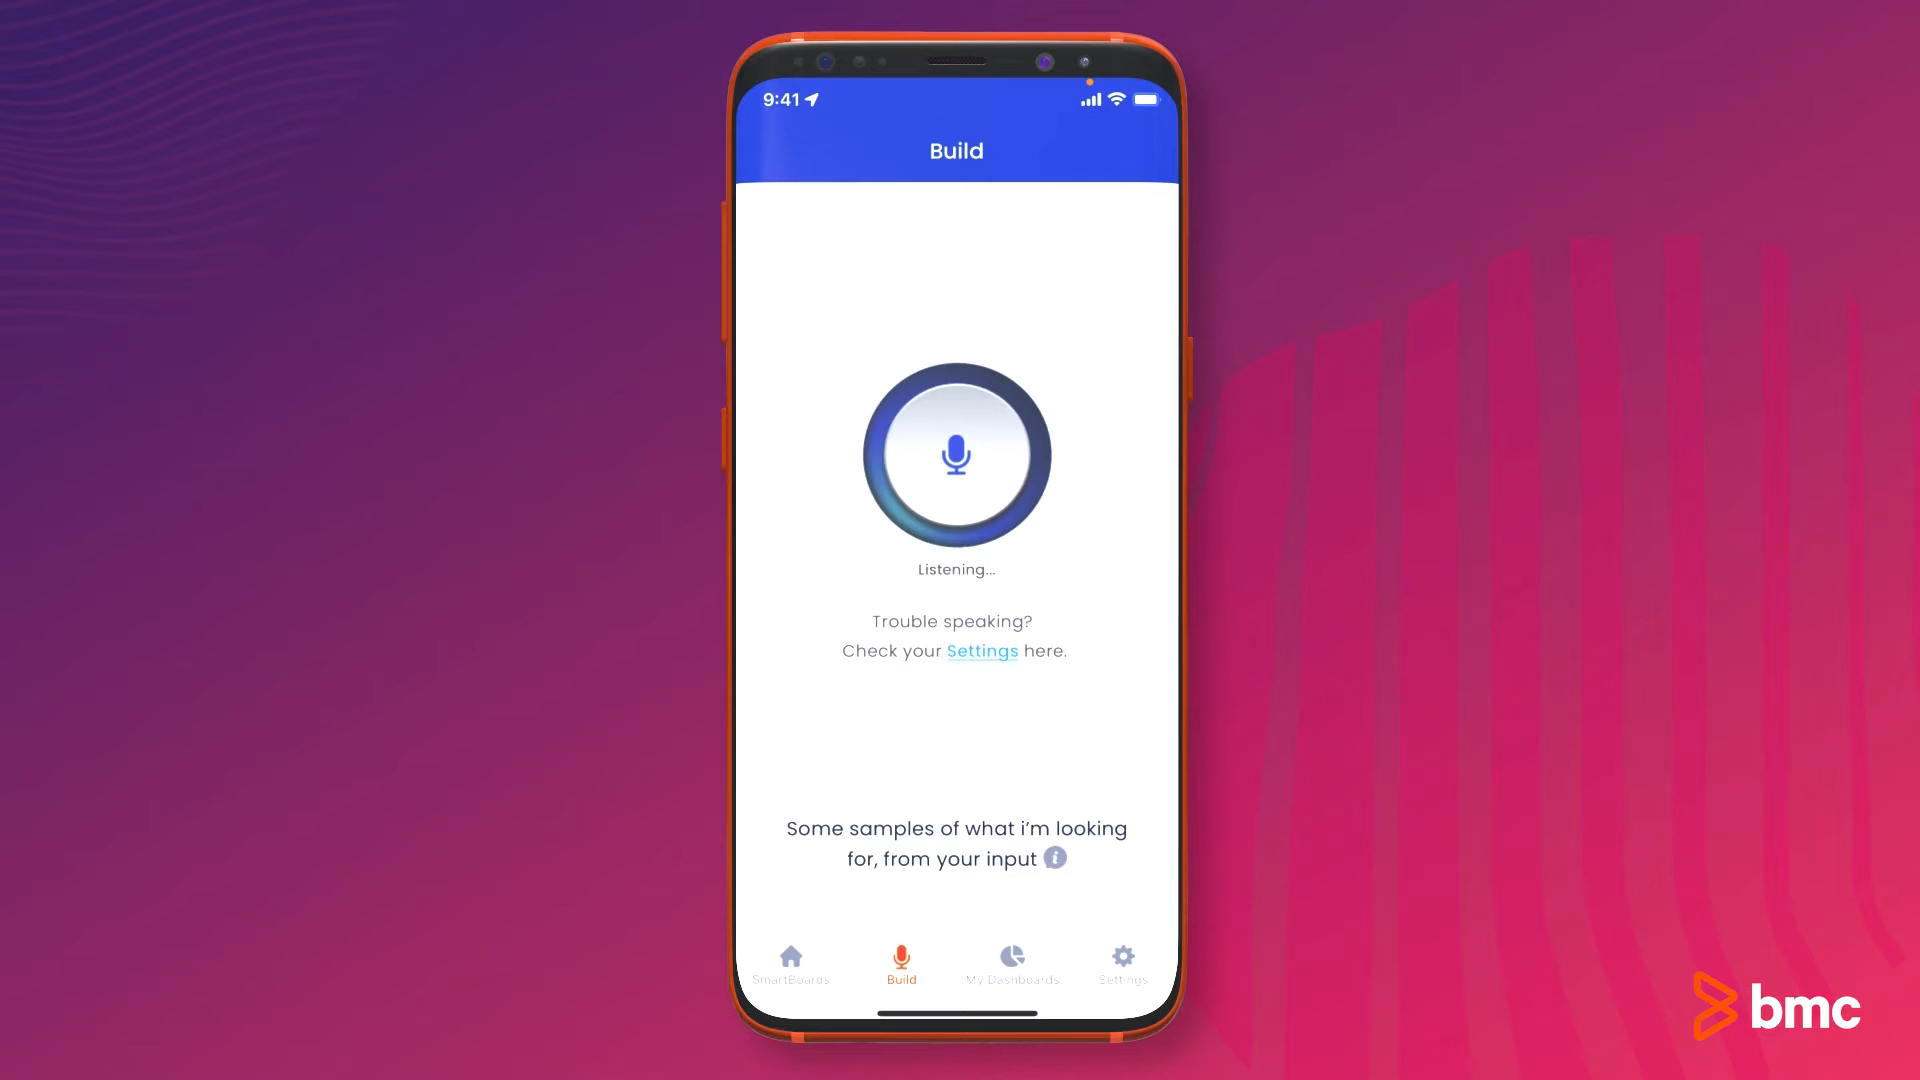 9:41
Build
Listening...
Trouble speaking?
Check your Settings here.
Some samples of what i'm looking
for, from your input
SmartBoards
Build
My Dashboards
Settings
bmc